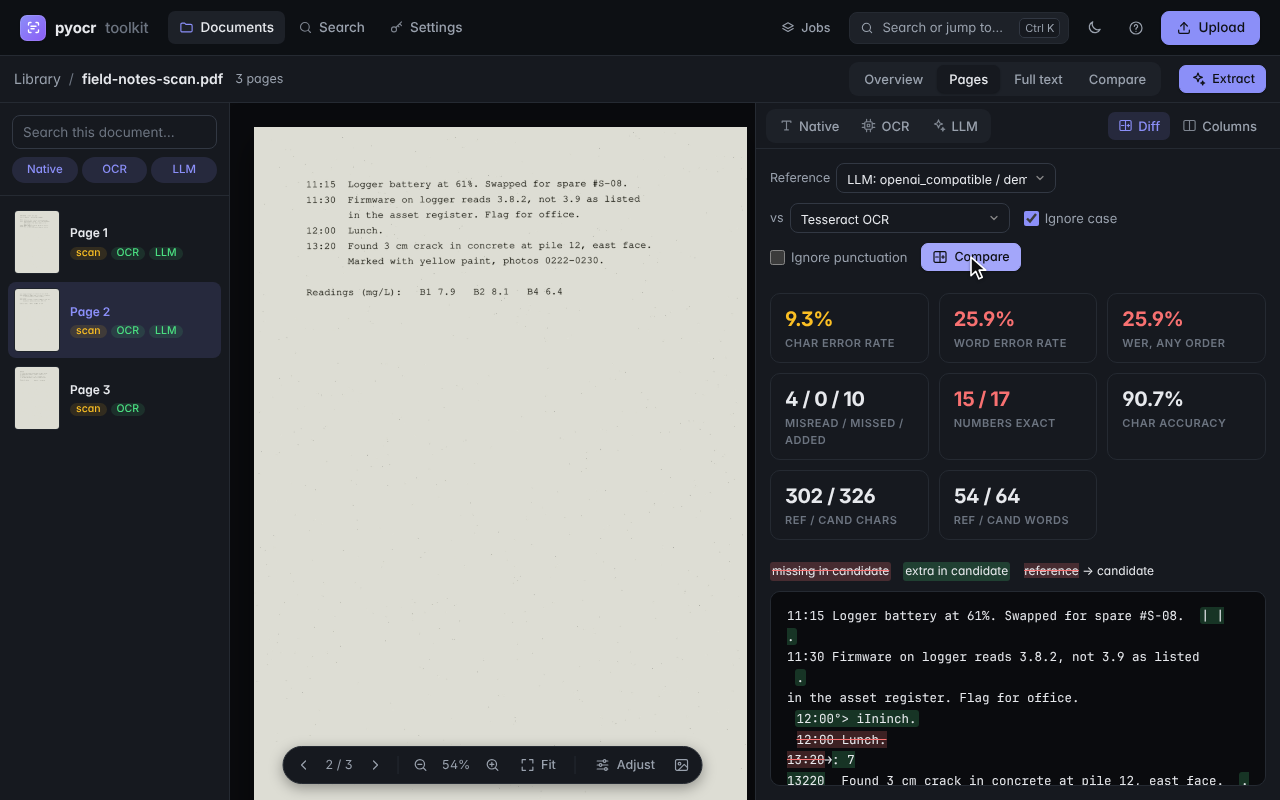 pyocr toolkit Documents Search Settings Jobs Search or jump to... Ctrl K Upload
Library / field-notes-scan.pdf 3 pages Overview Pages Full text Compare Extract
Search this document...
Native OCR LLM
Page 1
scan OCR LLM
Page 2
scan OCR LLM
Page 3
scan OCR
11:15 Logger battery at 61%. Swapped for spare #S-08.
11:30 Firmware on logger reads 3.8.2, not 3.9 as listed
in the asset register. Flag for office.
12:00 Lunch.
13:20 Found 3 cm crack in concrete at pile 12, east face.
Marked with yellow paint, photos 0222-0230.
Readings (mg/L): B1 7.9 B2 8.1 B4 6.4
2 / 3 54% Fit Adjust
Native OCR LLM Diff Columns
Reference LLM: openai_compatible / dem
vs Tesseract OCR Ignore case
Ignore punctuation Compare
9.3%
CHAR ERROR RATE
25.9%
WORD ERROR RATE
25.9%
WER, ANY ORDER
4 / 0 / 10
MISREAD / MISSED /
ADDED
15 / 17
NUMBERS EXACT
90.7%
CHAR ACCURACY
302 / 326
REF / CAND CHARS
54 / 64
REF / CAND WORDS
missing in candidate extra in candidate reference → candidate
11:15 Logger battery at 61%. Swapped for spare #S-08. | |
.
11:30 Firmware on logger reads 3.8.2, not 3.9 as listed
.
in the asset register. Flag for office.
12:00°> iIninch.
12:00 Lunch.
13:20→: 7
13220 Found 3 cm crack in concrete at pile 12, east face. .